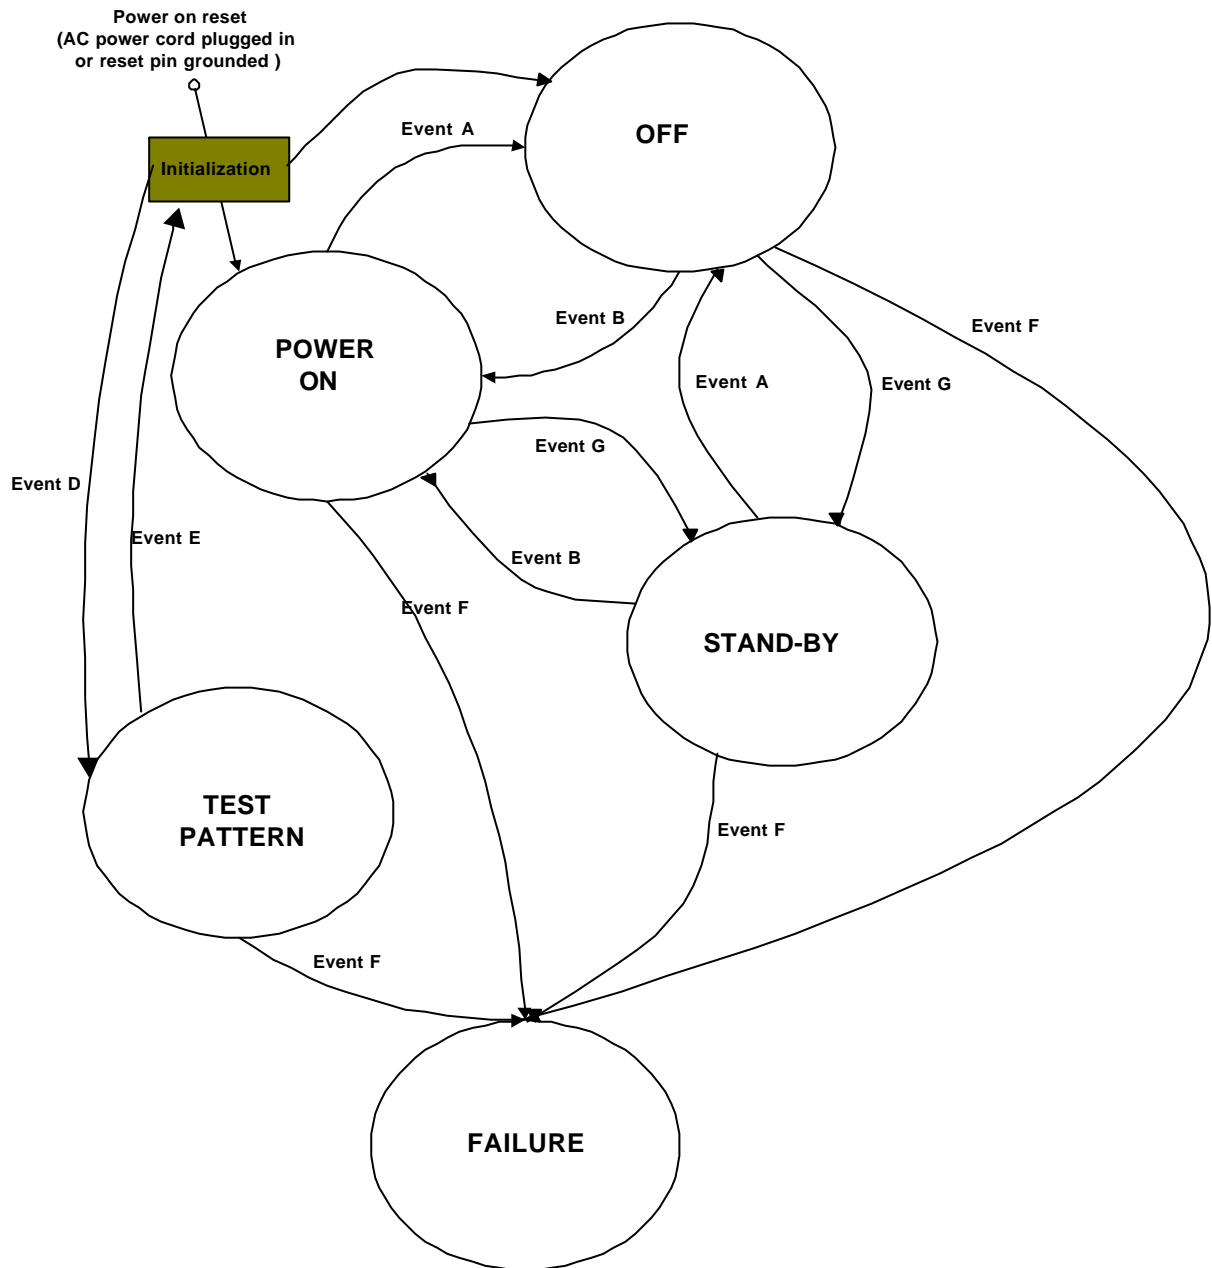 Power on reset
(AC power cord plugged in
or reset pin grounded )
Event A
OFF
Initialization
Event B
Event F
POWER
ON
Event A
Event G
Event G
Event D
Event E
Event B
Event F
STAND-BY
TEST
PATTERN
Event F
Event F
FAILURE